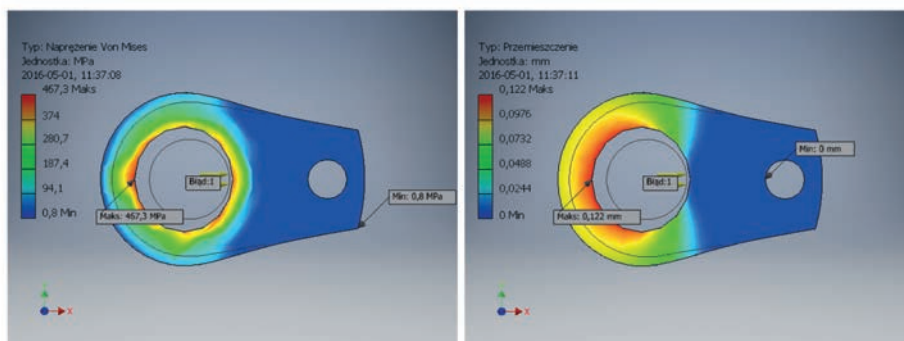 Typ: Naprężenie Von Mises
Jednostka: MPa
2016-05-01, 11:37:08
467,3 Maks
374
280,7
187,4
94,1
0,8 Min
Błąd:1
Maks: 467,3 MPa
Min: 0,8 MPa
Y
X
Typ: Przemieszczenie
Jednostka: mm
2016-05-01, 11:37:11
0,122 Maks
0,0976
0,0732
0,0488
0,0244
0 Min
Min: 0 mm
Błąd:1
Maks: 0,122 mm
Y
X